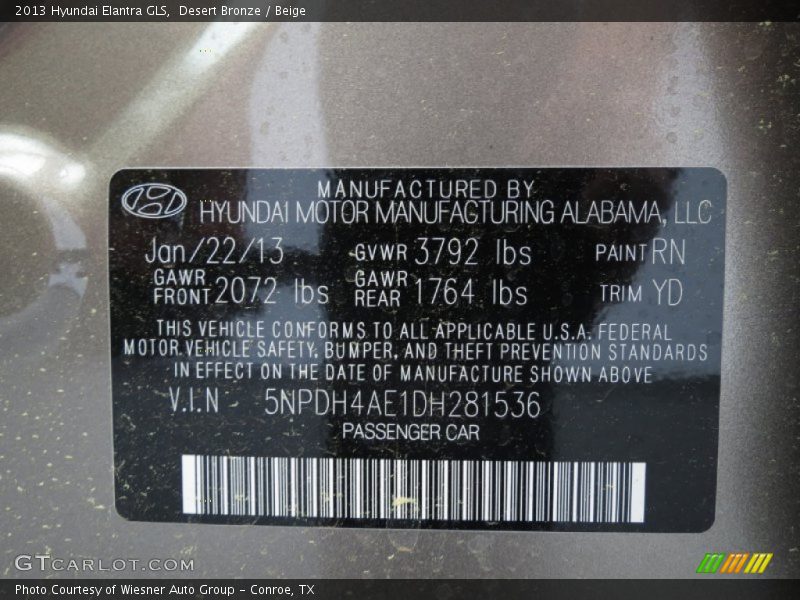 2013 Hyundai Elantra GLS, Desert Bronze / Beige
MANUFACTURED BY
HYUNDAI MOTOR MANUFACTURING ALABAMA, LLC
Jan/22/13 GVWR 3792 lbs PAINT RN
GAWR FRONT 2072 lbs GAWR REAR 1764 lbs TRIM YD
THIS VEHICLE CONFORMS TO ALL APPLICABLE U.S.A. FEDERAL
MOTOR VEHICLE SAFETY, BUMPER, AND THEFT PREVENTION STANDARDS
IN EFFECT ON THE DATE OF MANUFACTURE SHOWN ABOVE
V.I.N 5NPDH4AE1DH281536
PASSENGER CAR
GTCARLOT.COM
Photo Courtesy of Wiesner Auto Group - Conroe, TX